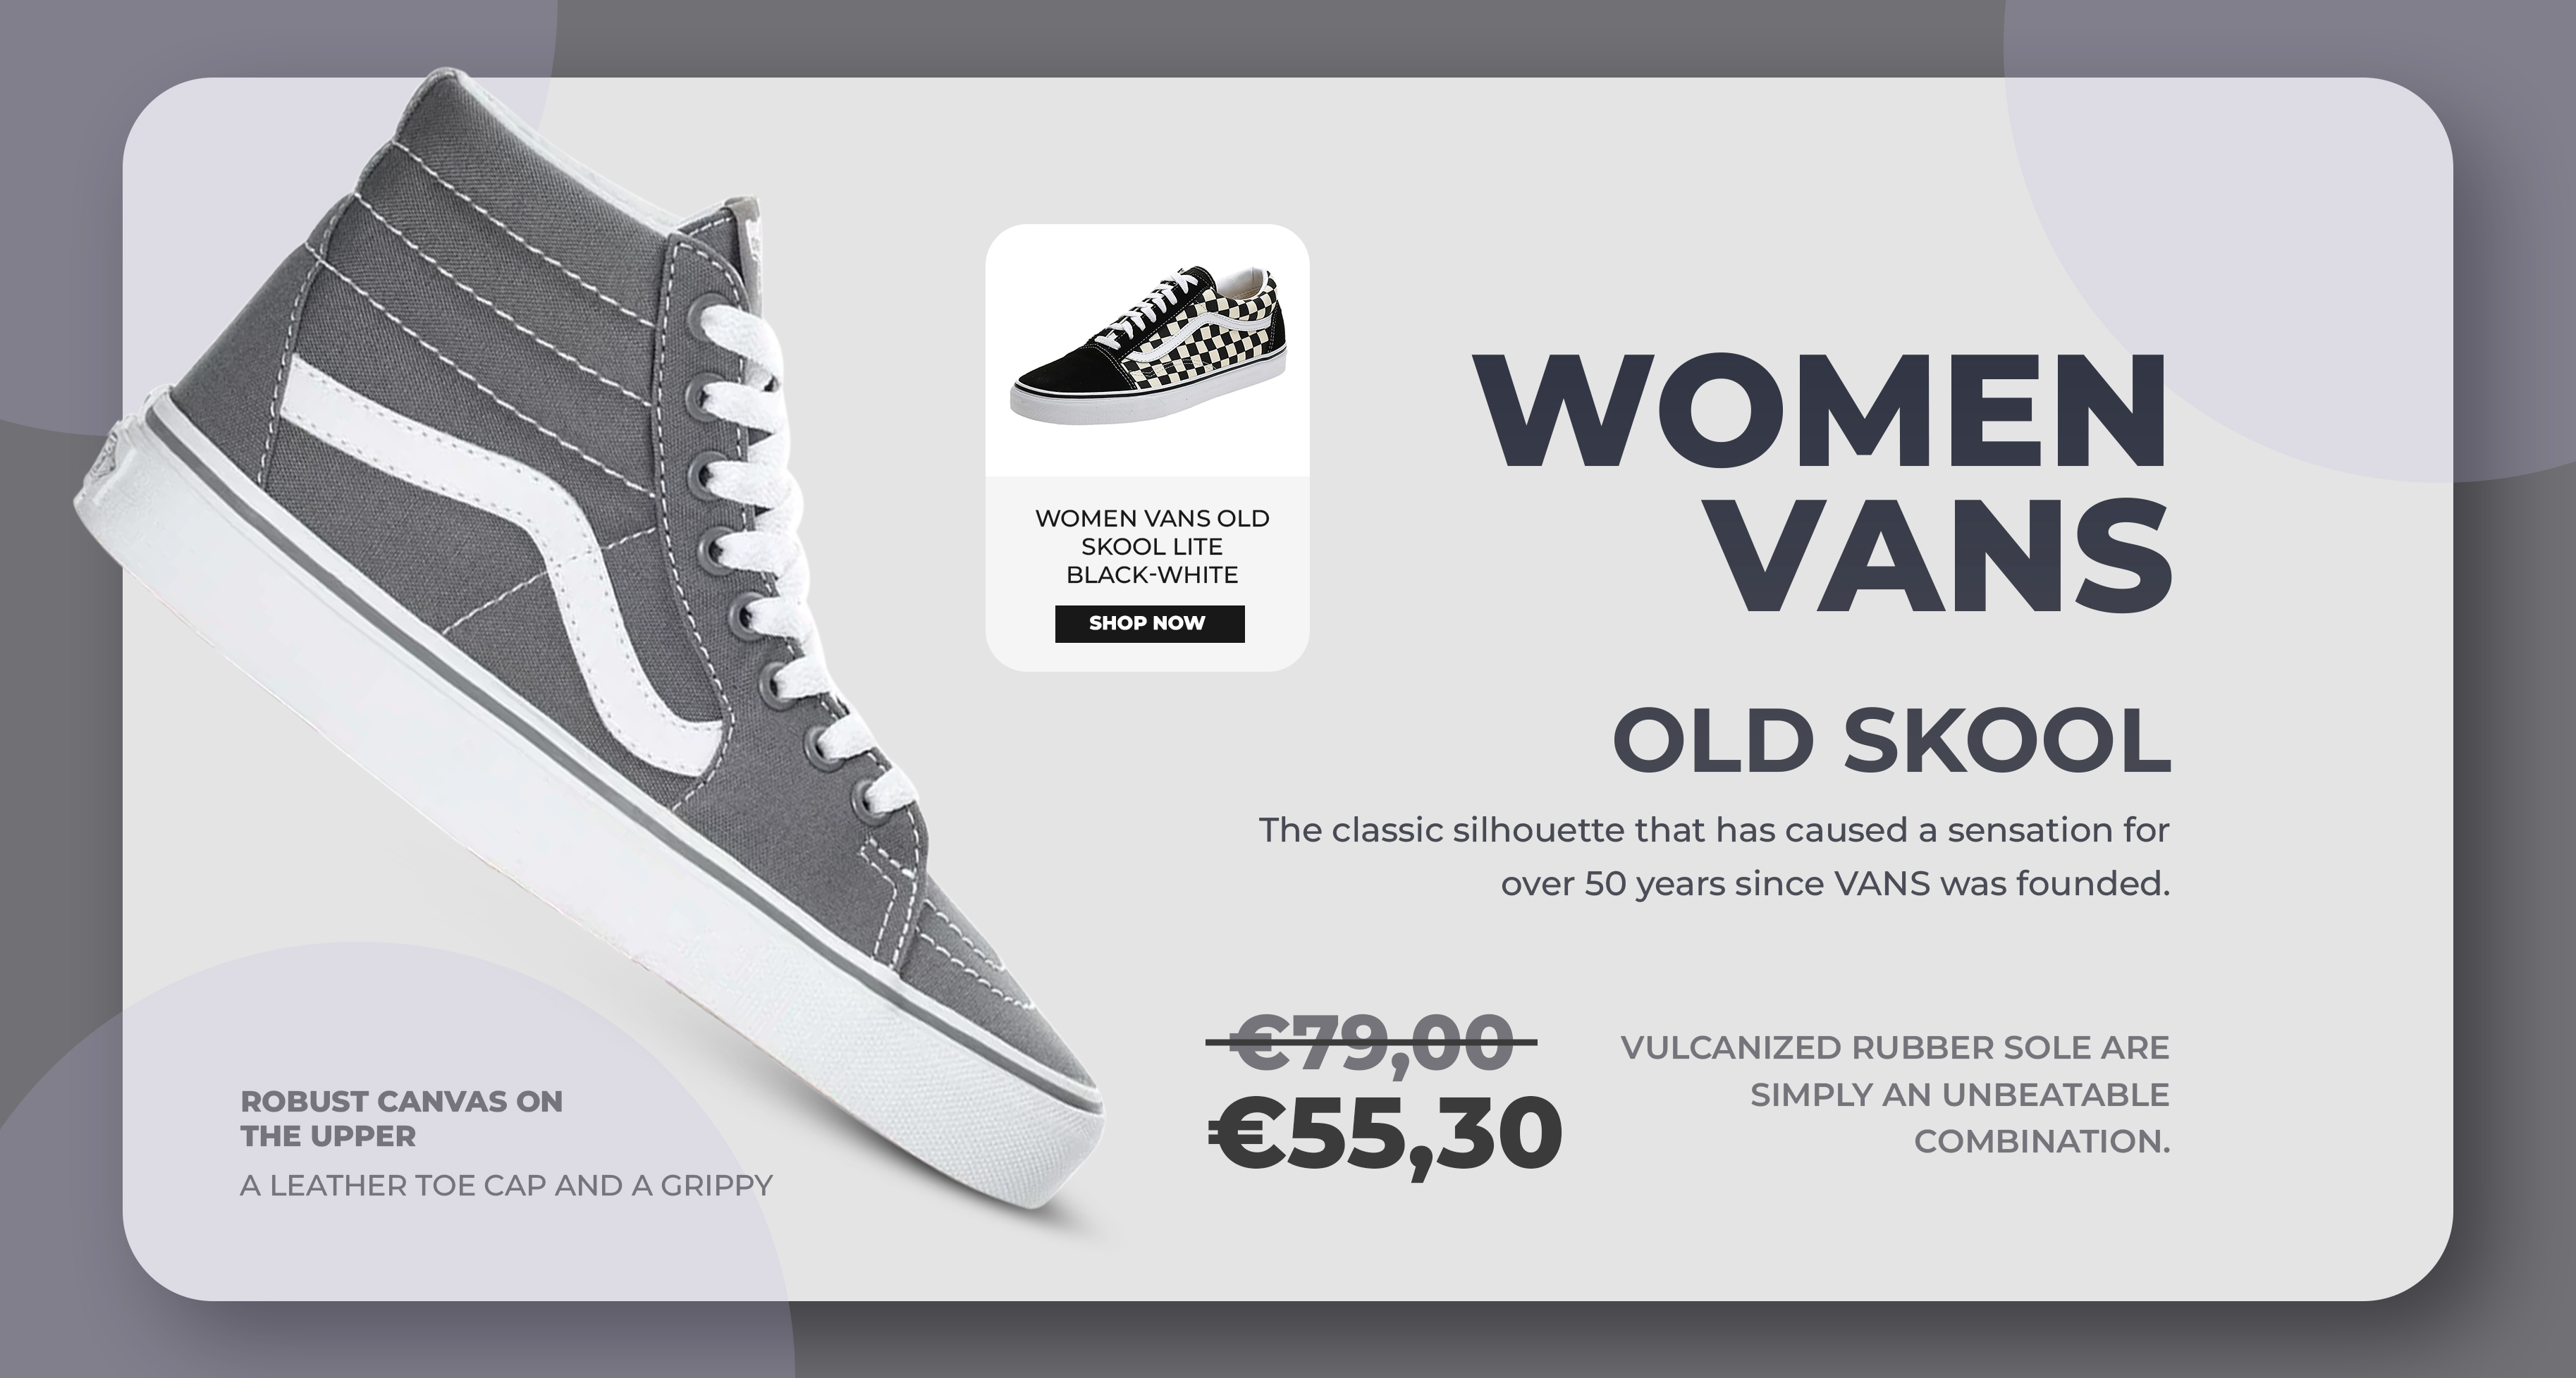 WOMEN
VANS
OLD SKOOL
The classic silhouette that has caused a sensation for
over 50 years since VANS was founded.
WOMEN VANS OLD
SKOOL LITE
BLACK-WHITE
SHOP NOW
€79,00
€55,30
VULCANIZED RUBBER SOLE ARE
SIMPLY AN UNBEATABLE
COMBINATION.
ROBUST CANVAS ON
THE UPPER
A LEATHER TOE CAP AND A GRIPPY